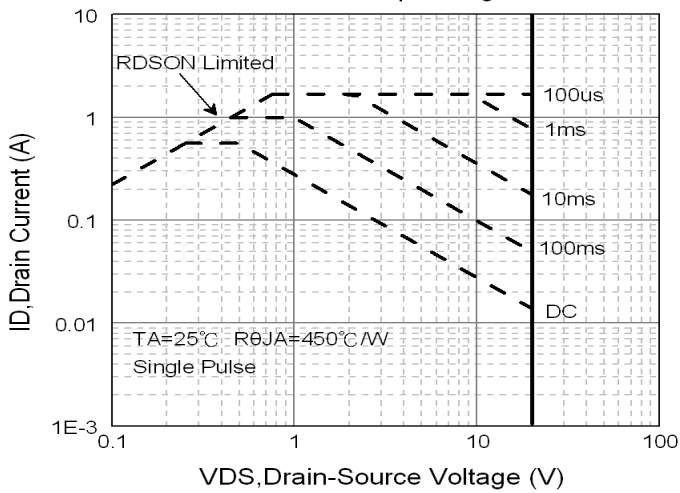 10
RDSON Limited
1
100us
1ms
0.1
10ms
100ms
0.01
DC
TA=25℃ RθJA=450℃/W
Single Pulse
1E-3
0.1
1
10
100
VDS,Drain-Source Voltage (V)
ID,Drain Current (A)